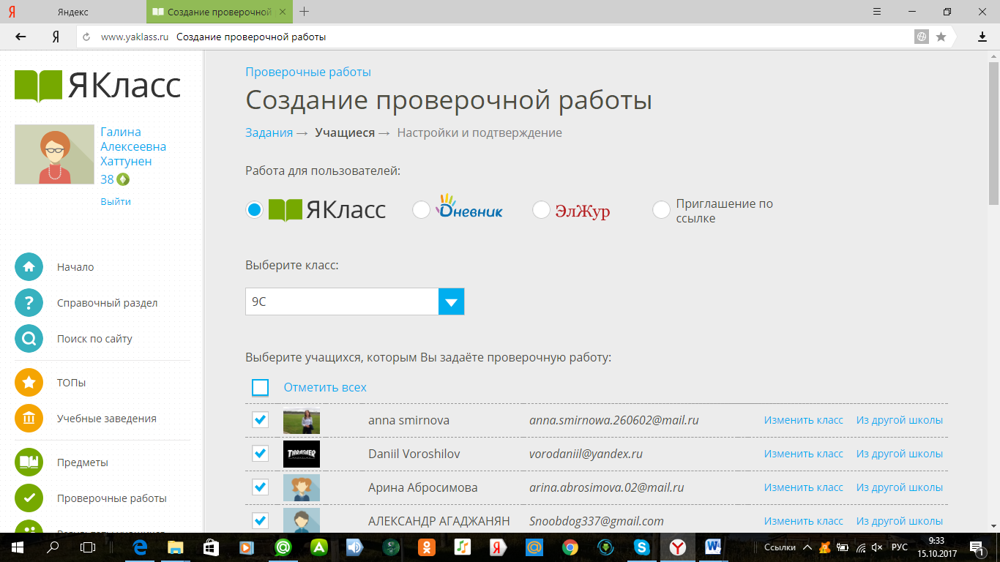 Яндекс
Создание проверочной
www.yaklass.ru Создание проверочной работы
ЯКласс
Галина
Алексеевна
Хаттунен
38
Выйти
Начало
Справочный раздел
Поиск по сайту
ТОПы
Учебные заведения
Предметы
Проверочные работы
Результаты учащихся
Проверочные работы
Создание проверочной работы
Задания → Учащиеся → Настройки и подтверждение
Работа для пользователей:
ЯКласс
Дневник
ЭлЖур
Приглашение по
ссылке
Выберите класс:
9С
Выберите учащихся, которым Вы задаёте проверочную работу:
Отметить всех
anna smirnova anna.smirnowa.260602@mail.ru Изменить класс Из другой школы
THRASHER
Daniil Voroshilov vorodaniil@yandex.ru Изменить класс Из другой школы
Арина Абросимова arina.abrosimova.02@mail.ru Изменить класс Из другой школы
АЛЕКСАНДР АГАДЖАНЯН Snoobdog337@gmail.com Изменить класс Из другой школы
Ссылки
РУС
9:33
15.10.2017
1